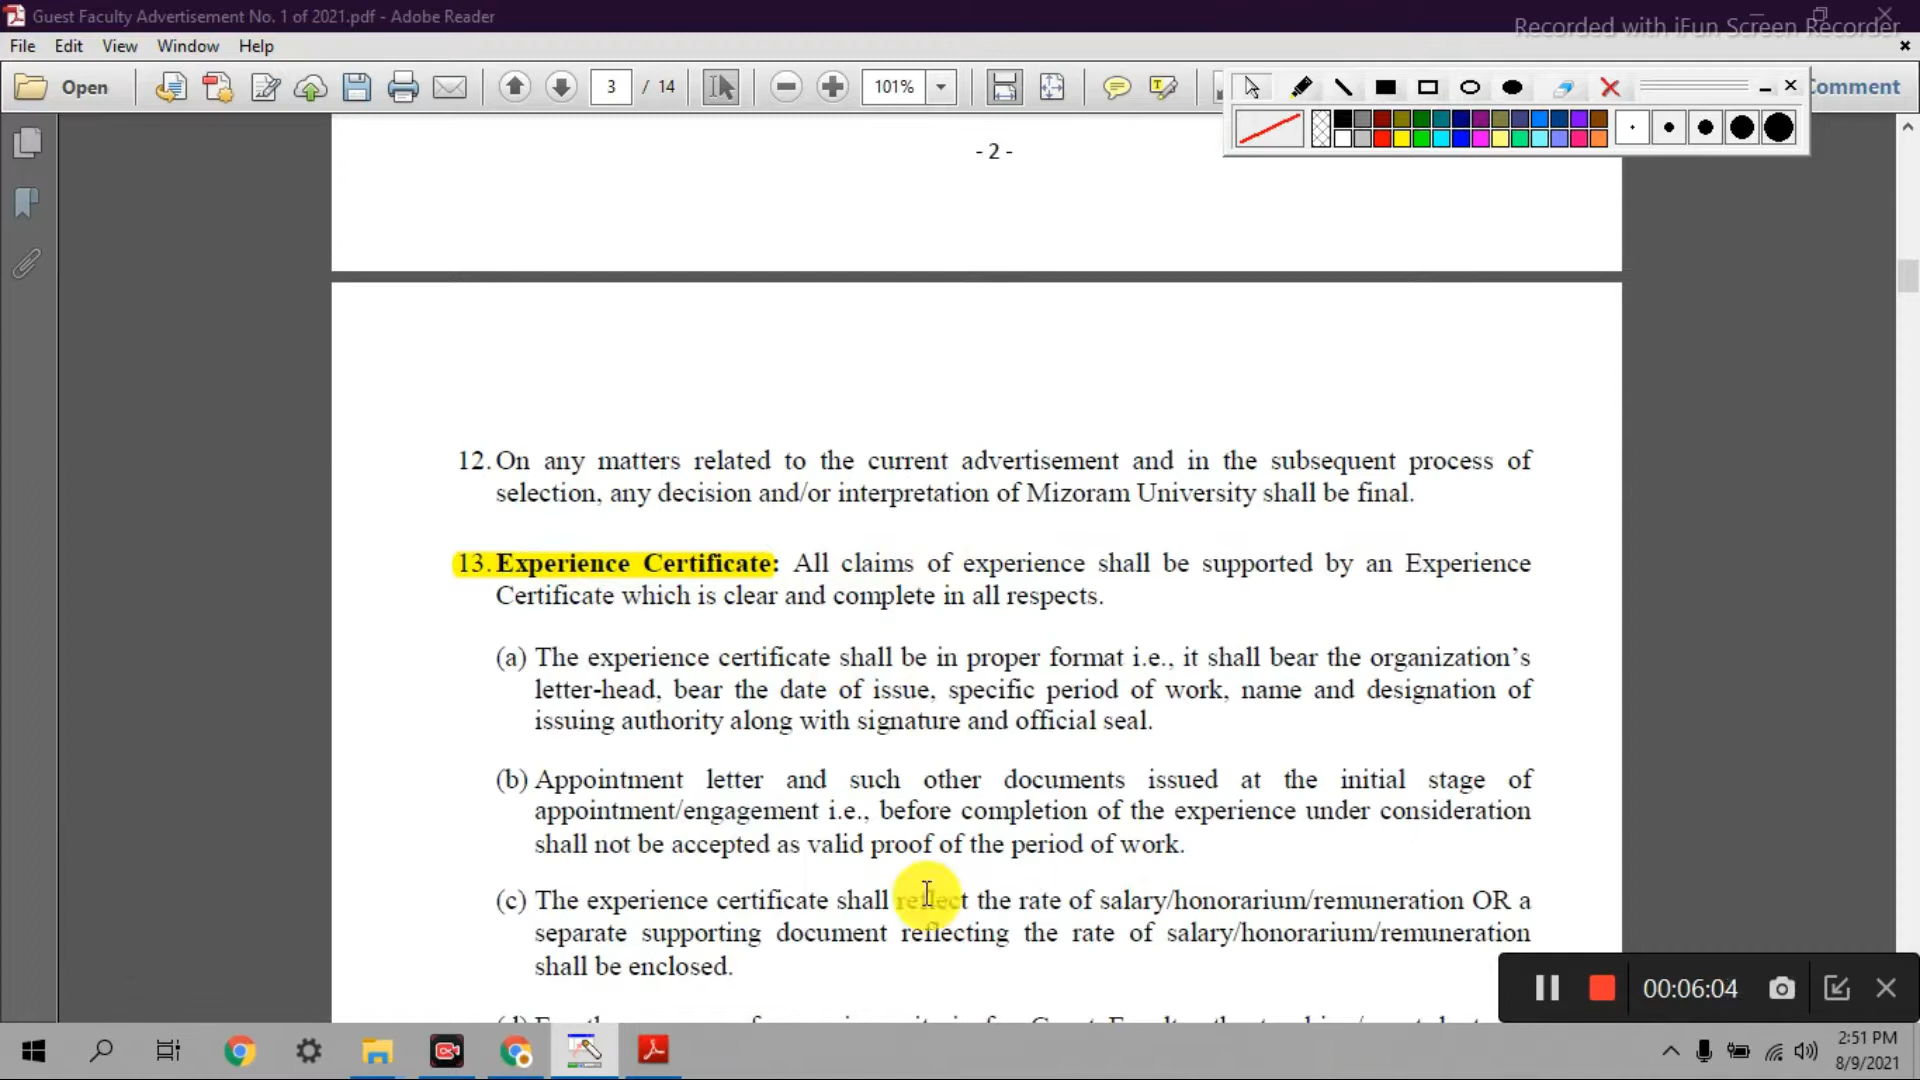 Guest Faculty Advertisement No. 1 of 2021.pdf - Adobe Reader
Recorded with iFun Screen Recorder
File Edit View Window Help
Open 3 / 14 101% Comment
- 2 -
12. On any matters related to the current advertisement and in the subsequent process of
selection, any decision and/or interpretation of Mizoram University shall be final.
13. Experience Certificate: All claims of experience shall be supported by an Experience
Certificate which is clear and complete in all respects.
(a) The experience certificate shall be in proper format i.e., it shall bear the organization’s
letter-head, bear the date of issue, specific period of work, name and designation of
issuing authority along with signature and official seal.
(b) Appointment letter and such other documents issued at the initial stage of
appointment/engagement i.e., before completion of the experience under consideration
shall not be accepted as valid proof of the period of work.
(c) The experience certificate shall reflect the rate of salary/honorarium/remuneration OR a
separate supporting document reflecting the rate of salary/honorarium/remuneration
shall be enclosed.
00:06:04
2:51 PM
8/9/2021